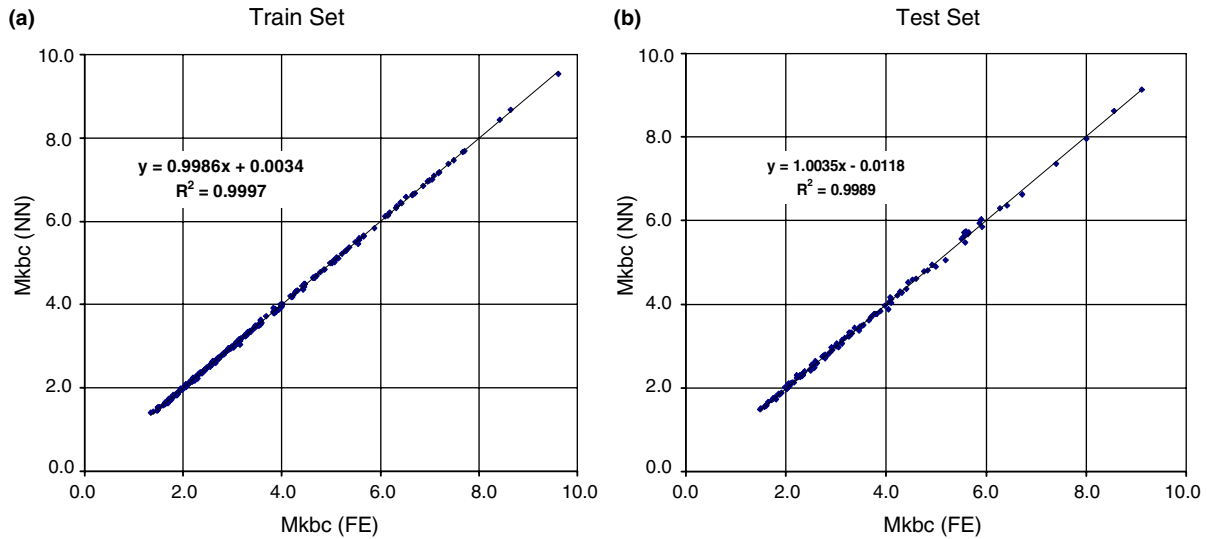 (a)
Train Set
10.0
8.0
6.0
4.0
2.0
0.0
Mkbc (NN)
y = 0.9986x + 0.0034
R² = 0.9997
0.0 2.0 4.0 6.0 8.0 10.0
Mkbc (FE)
(b)
Test Set
10.0
8.0
6.0
4.0
2.0
0.0
Mkbc (NN)
y = 1.0035x - 0.0118
R² = 0.9989
0.0 2.0 4.0 6.0 8.0 10.0
Mkbc (FE)